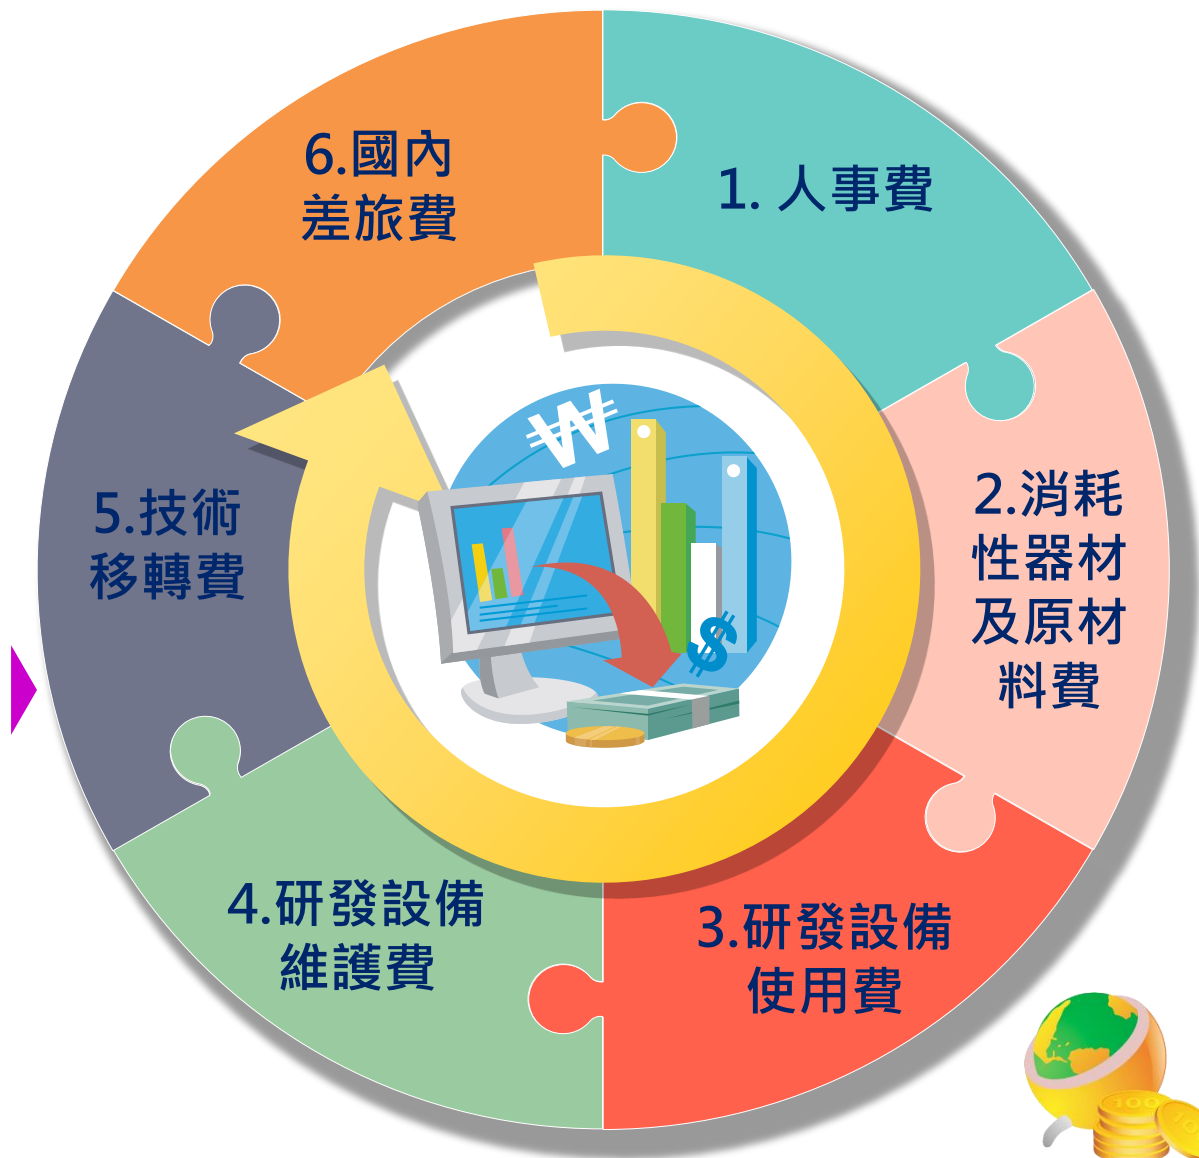 1. 人事費
2.消耗
性器材
及原材
料費
3.研發設備
使用費
4.研發設備
維護費
5.技術
移轉費
6.國內
差旅費
₩
$
100